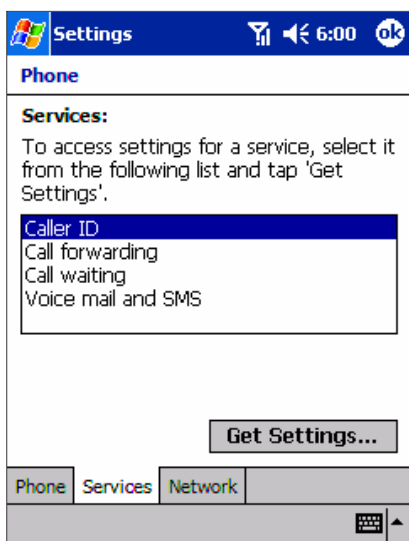 Settings 6:00 ok
Phone
Services:
To access settings for a service, select it
from the following list and tap 'Get
Settings'.
Caller ID
Call forwarding
Call waiting
Voice mail and SMS
Get Settings...
Phone Services Network